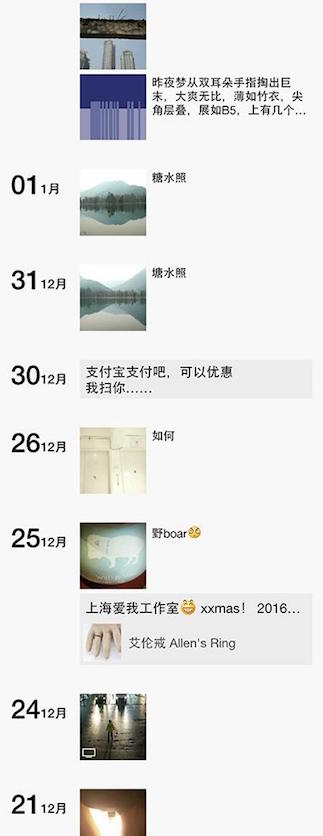 昨夜梦从双耳朵手指掏出巨
末，大爽无比，薄如竹衣，尖
角层叠，展如B5，上有几个…
01 1月
糖水照
31 12月
塘水照
30 12月
支付宝支付吧，可以优惠
我扫你……
26 12月
如何
25 12月
野boar
上海爱我工作室😄 xxmas！ 2016…
艾伦戒 Allen's Ring
24 12月
21 12月